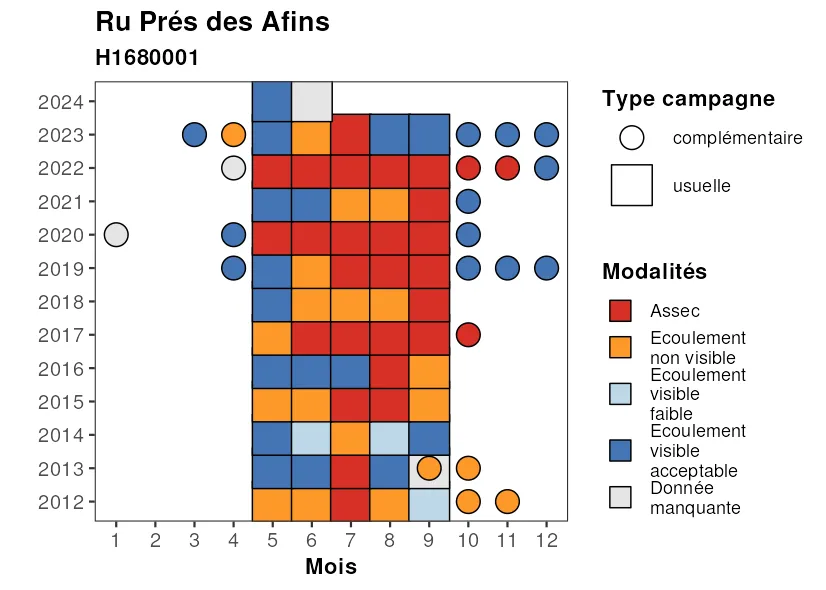 Ru Prés des Afins
H1680001
2024
2023
2022
2021
2020
2019
2018
2017
2016
2015
2014
2013
2012
1 2 3 4 5 6 7 8 9 10 11 12
Mois
Type campagne
complémentaire
usuelle
Modalités
Assec
Ecoulement
non visible
Ecoulement
visible
faible
Ecoulement
visible
acceptable
Donnée
manquante